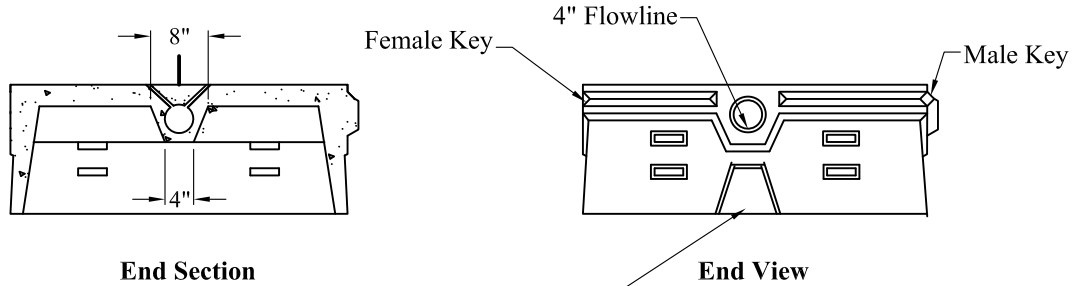 4" Flowline
8"
Female Key
Male Key
4"
End Section
End View